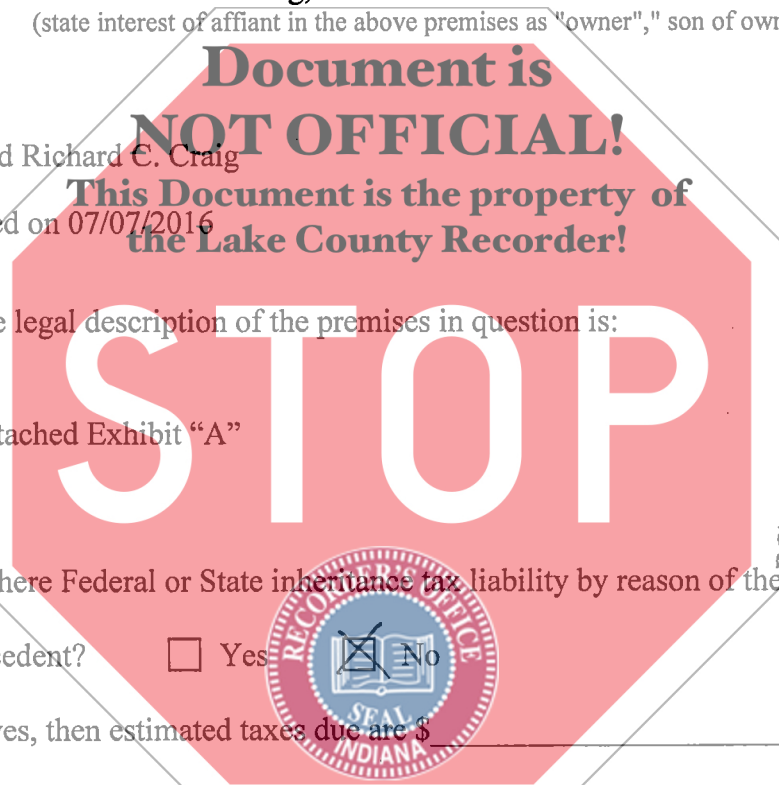 (state interest of affiant in the above premises as "owner"," son of own
Document is
NOT OFFICIAL!
d Richard C. Craig
This Document is the property of
ed on 07/07/2016
the Lake County Recorder!
e legal description of the premises in question is:
STOP
tached Exhibit “A”
here Federal or State inheritance tax liability by reason of the
RECORDER'S OFFICE
edent? Yes No
SEAL
ves, then estimated taxes due are $
INDIANA